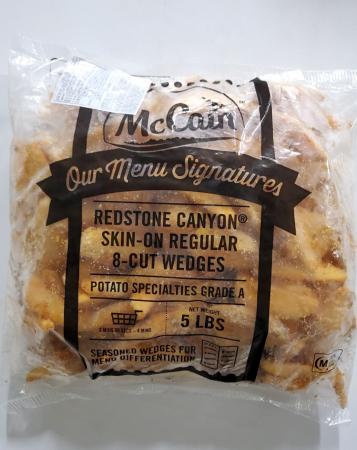 McCain
Our Menu Signatures
REDSTONE CANYON®
SKIN-ON REGULAR
8-CUT WEDGES
POTATO SPECIALTIES GRADE A
NET WEIGHT
5 LBS
SEASONED WEDGES FOR
MENU DIFFERENTIATION